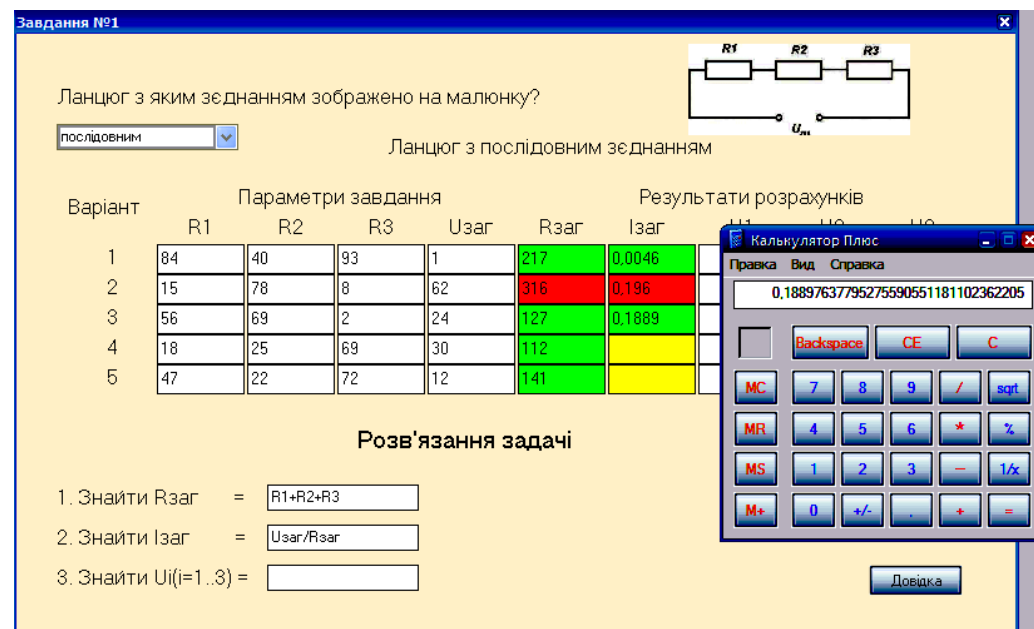 Завдання №1
R1 R2 R3
Ланцюг з яким зєднанням зображено на малюнку?
послідовним
Ланцюг з послідовним зєднанням
Варіант
Параметри завдання
Результати розрахунків
R1 R2 R3 Uзаг Rзаг Ізаг
1 84 40 93 1 217 0,0046
2 15 78 8 62 316 0,196
3 56 69 2 24 127 0,1889
4 18 25 69 30 112
5 47 22 72 12 141
Калькулятор Плюс
Правка Вид Справка
0,18897637795275590551181102362205
Backspace CE C
MC 7 8 9 / sqrt
MR 4 5 6 * %
MS 1 2 3 - 1/x
M+ 0 +/- . + =
Розв'язання задачі
1. Знайти Rзаг = R1+R2+R3
2. Знайти Ізаг = Uзаг/Rзаг
3. Знайти Ui(i=1..3) =
Довідка